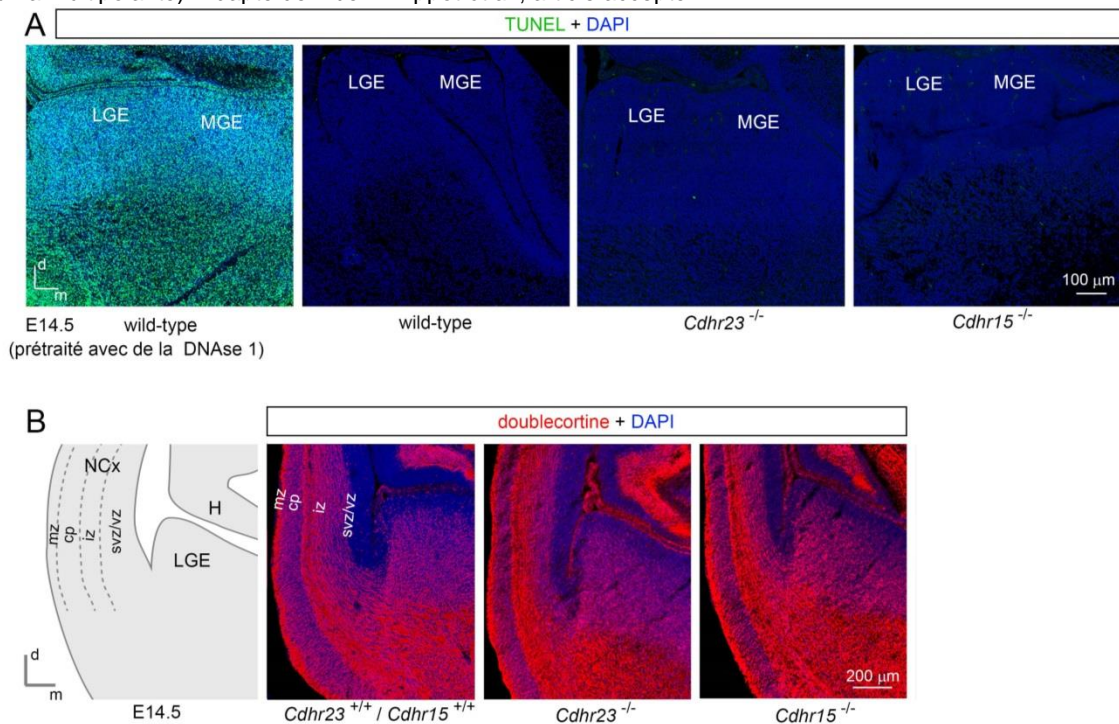 A
TUNEL + DAPI
LGE MGE
LGE MGE
LGE MGE
LGE MGE
d
m
100 µm
E14.5 wild-type wild-type Cdhr23 -/- Cdhr15 -/-
(prétraité avec de la DNAse 1)
B
doublecortine + DAPI
NCx
mz cp iz svz/vz
H
LGE
mz cp iz svz/vz
d
m
200 µm
E14.5 Cdhr23 +/+ / Cdhr15 +/+ Cdhr23 -/- Cdhr15 -/-